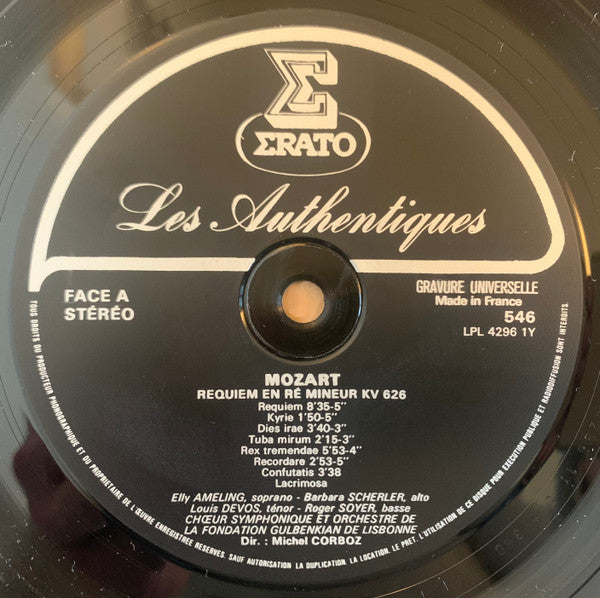 Σ
ΣRATO
Les Authentiques
FACE A
STÉRÉO
GRAVURE UNIVERSELLE
Made in France
546
LPL 4296 1Y
MOZART
REQUIEM EN RÉ MINEUR KV 626
Requiem 8'35-5"
Kyrie 1'50-5"
Dies irae 3'40-3"
Tuba mirum 2'15-3"
Rex tremendae 5'53-4"
Recordare 2'53-5"
Confutatis 3'38
Lacrimosa
Elly AMELING, soprano - Barbara SCHERLER, alto
Louis DEVOS, ténor - Roger SOYER, basse
CHŒUR SYMPHONIQUE ET ORCHESTRE DE
LA FONDATION GULBENKIAN DE LISBONNE
Dir. : Michel CORBOZ
TOUS DROITS DU PRODUCTEUR PHONOGRAPHIQUE ET DU PROPRIETAIRE DE L'ŒUVRE ENREGISTREE RESERVES. SAUF AUTORISATION LA DUPLICATION, LA LOCATION, LE PRET, L'UTILISATION DE CE DISQUE POUR EXECUTION PUBLIQUE ET RADIODIFFUSION SONT INTERDITS.